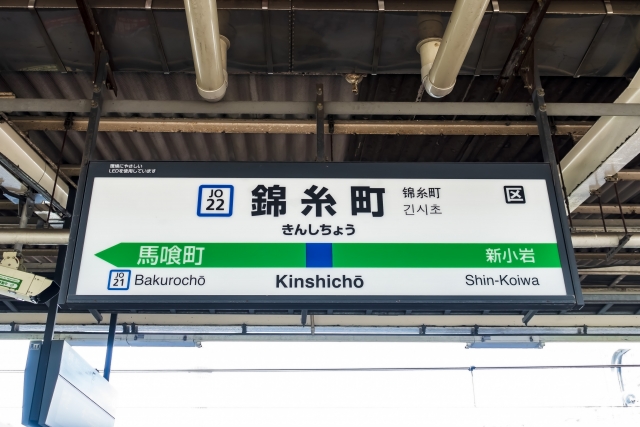 環境にやさしい
LEDを使用しています
JO
22
錦糸町
錦糸町
긴시초
きんしちょう
馬喰町
新小岩
JO
21
Bakurochō
Kinshichō
Shin-Koiwa